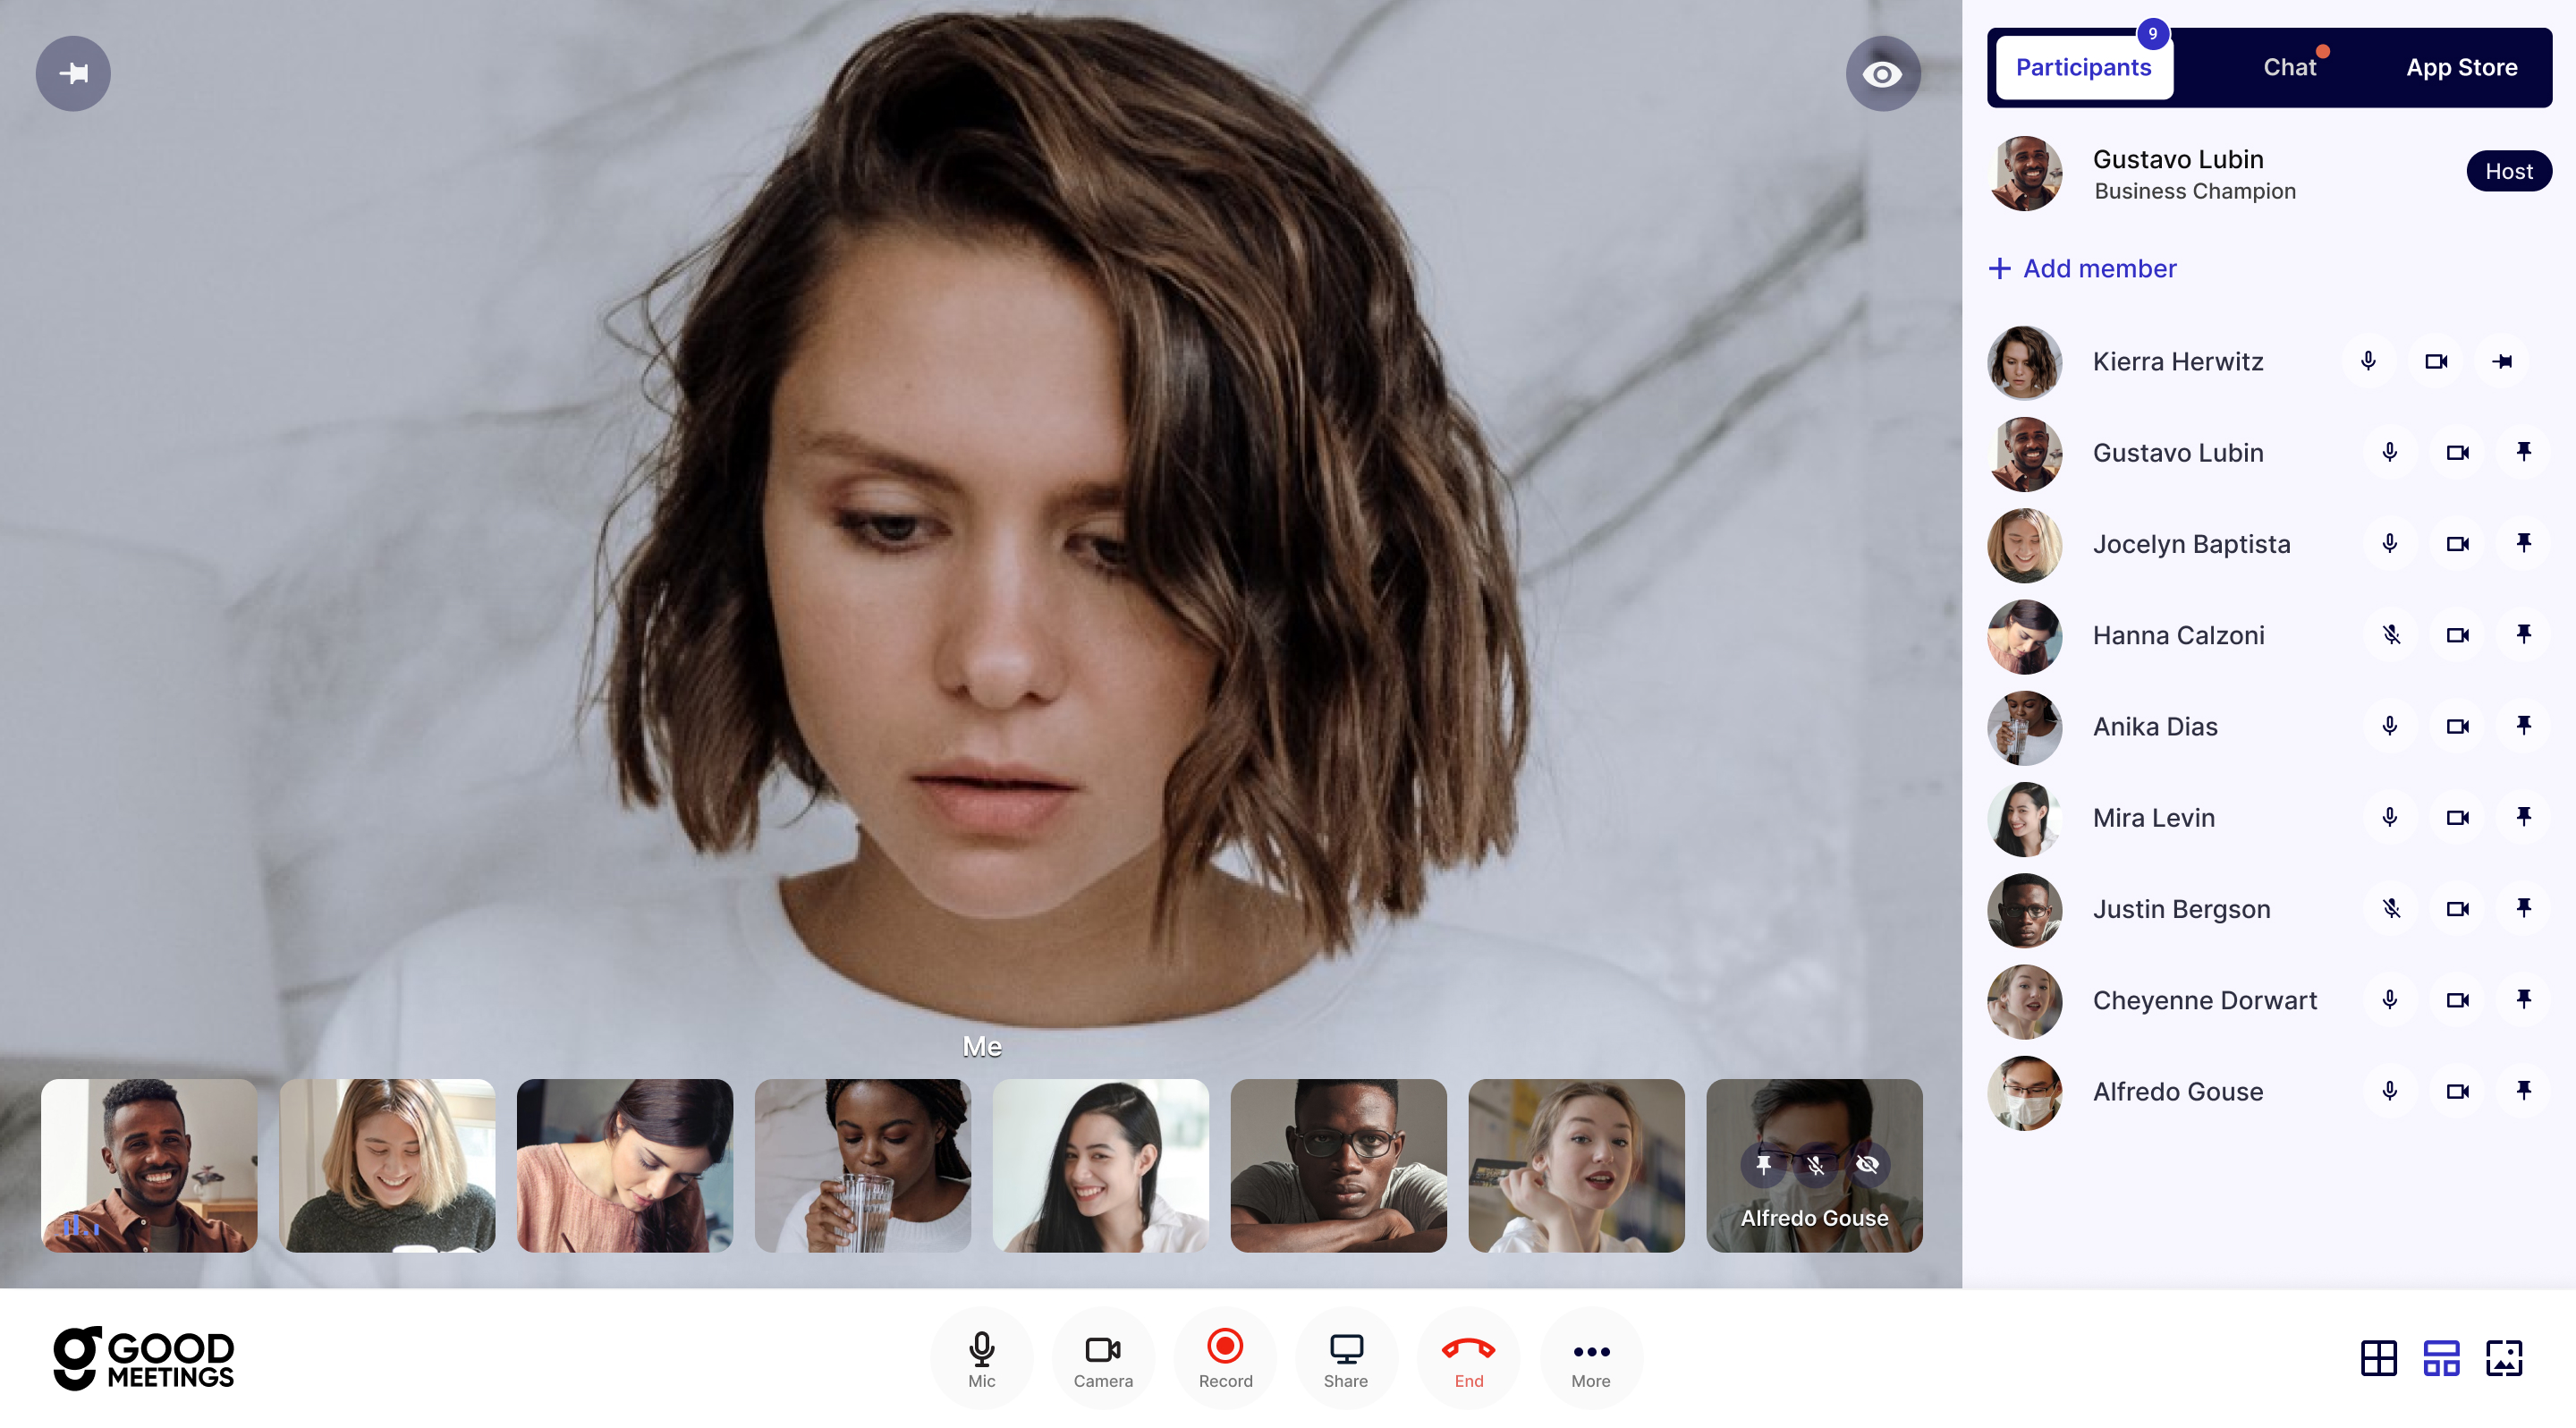 Participants
9
Chat
App Store
Gustavo Lubin
Business Champion
Host
+ Add member
Kierra Herwitz
Gustavo Lubin
Jocelyn Baptista
Hanna Calzoni
Anika Dias
Mira Levin
Justin Bergson
Cheyenne Dorwart
Alfredo Gouse
Me
Alfredo Gouse
GOOD
MEETINGS
Mic
Camera
Record
Share
End
More